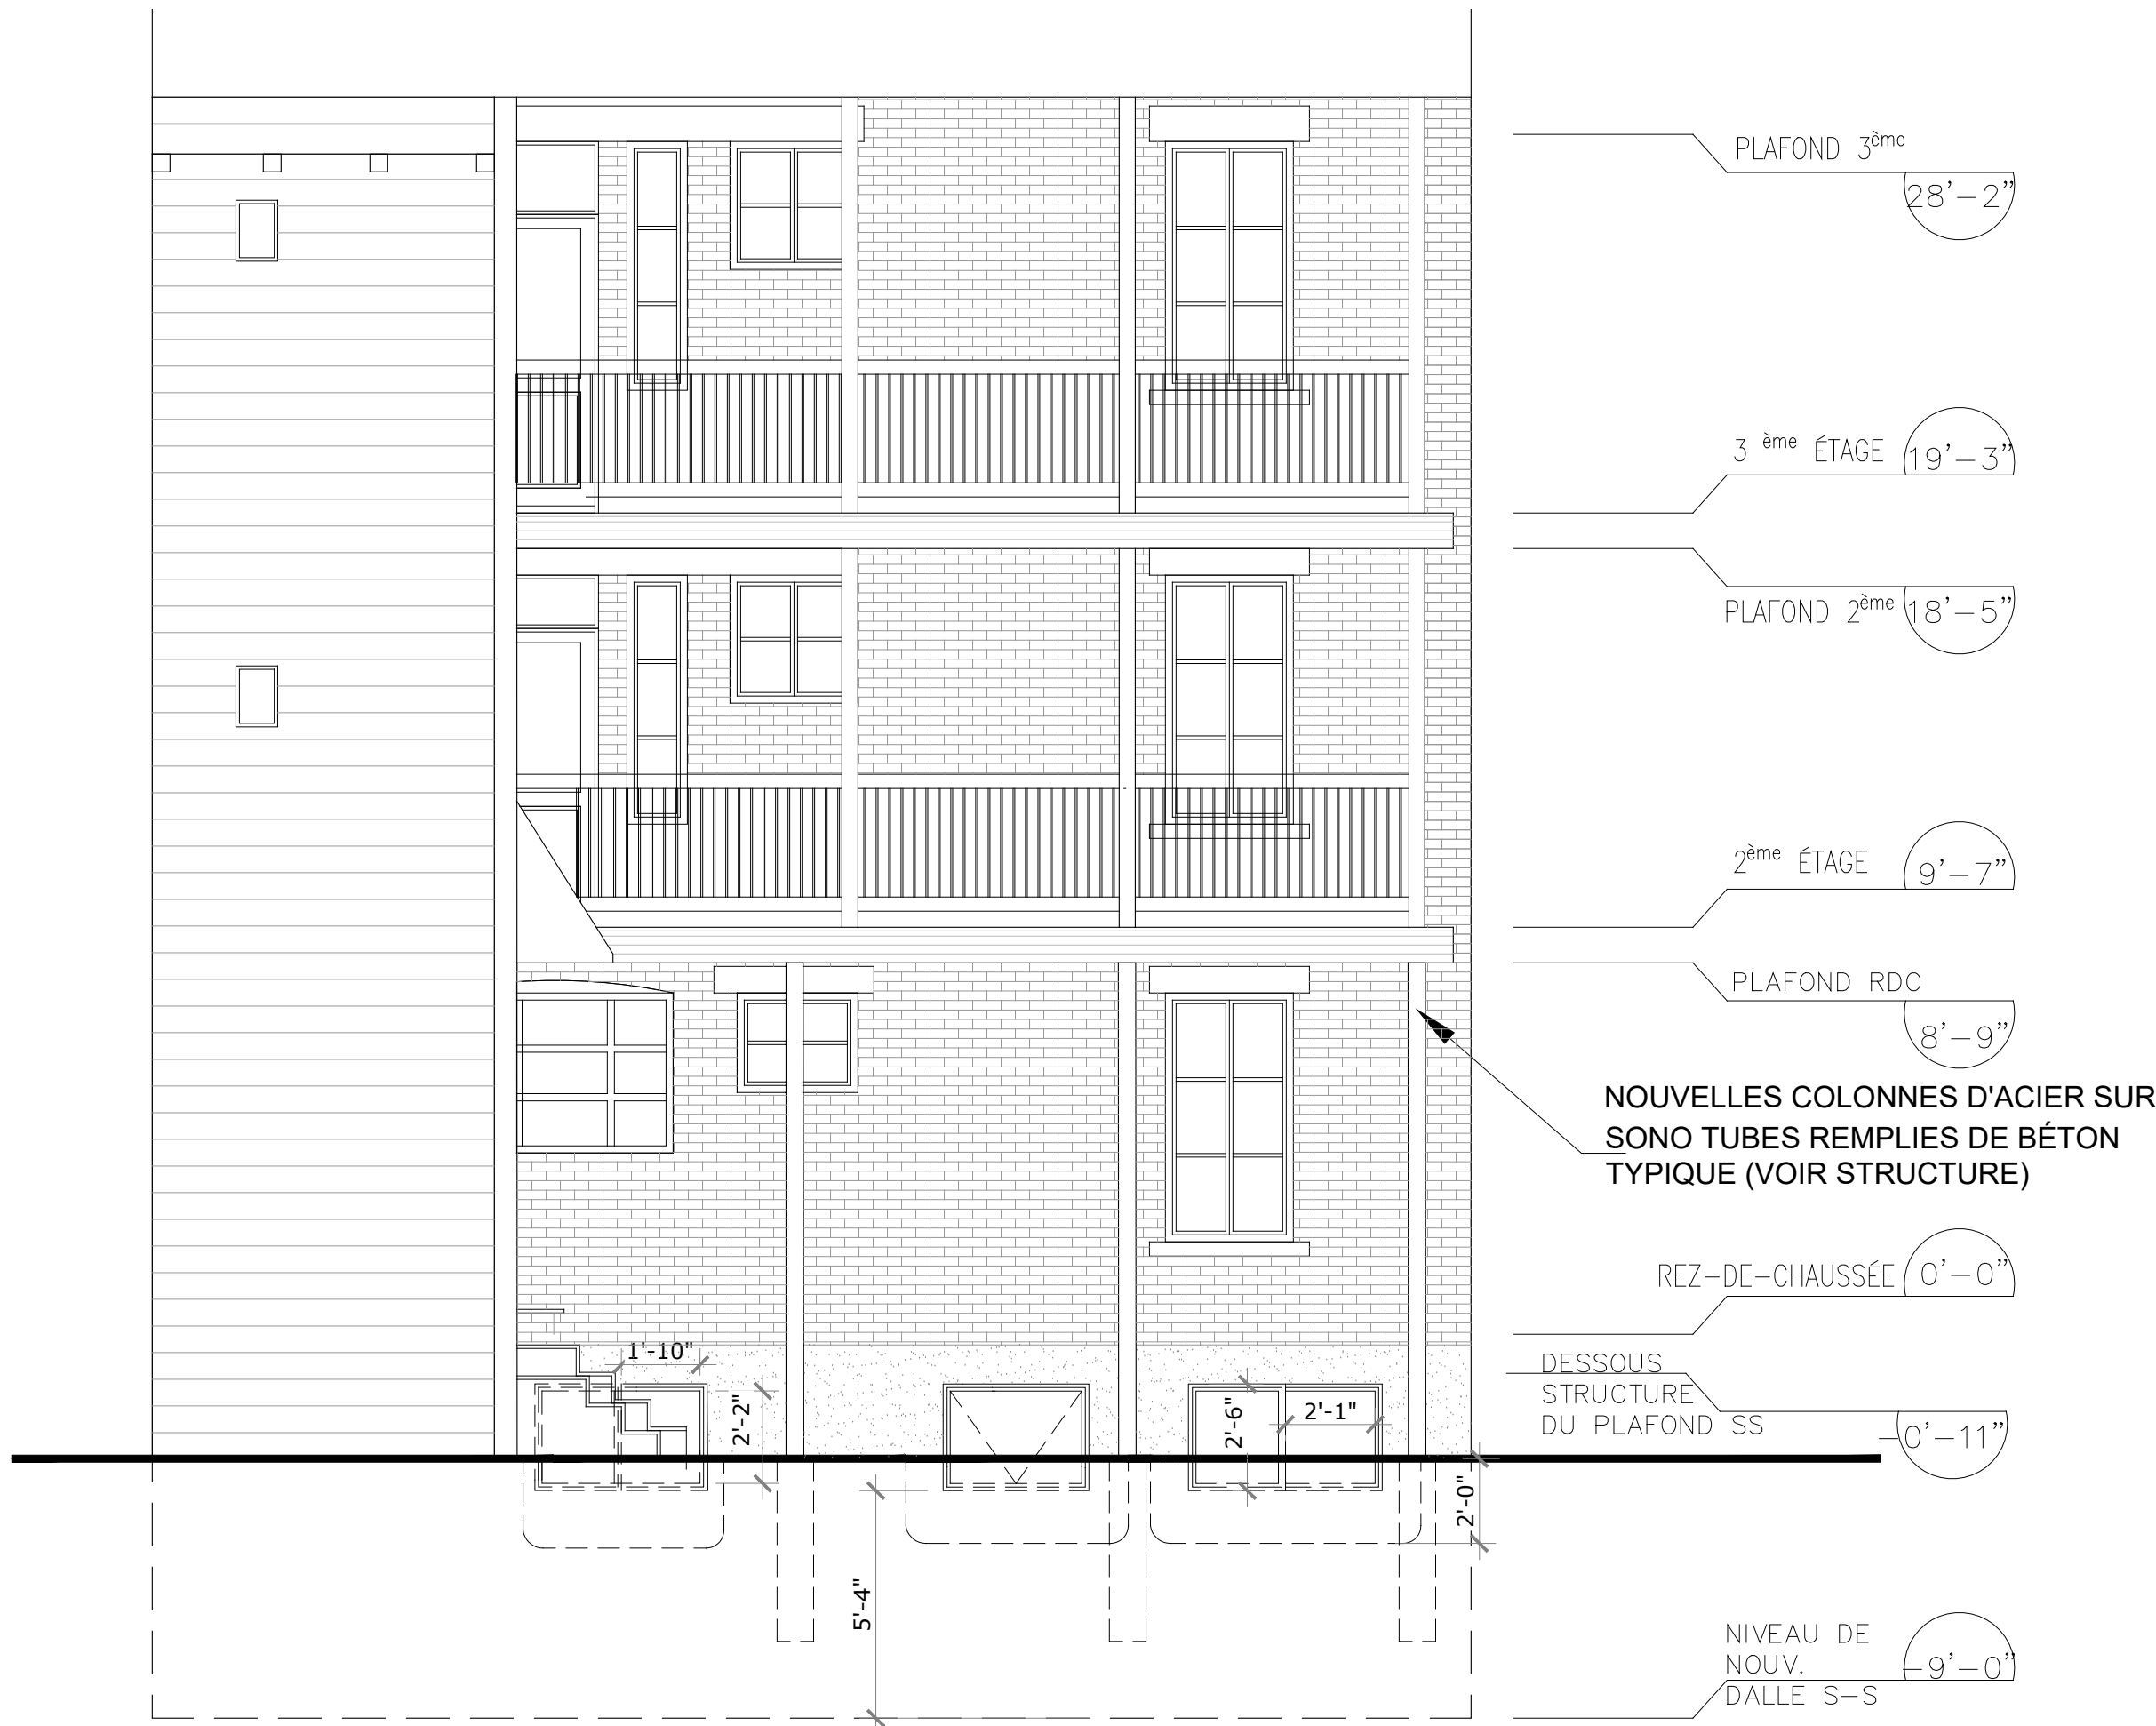 PLAFOND 3ème
28'-2"
3 ème ÉTAGE 19'-3"
PLAFOND 2ème 18'-5"
2ème ÉTAGE 9'-7"
PLAFOND RDC
8'-9"
NOUVELLES COLONNES D'ACIER SUR
SONO TUBES REMPLIES DE BÉTON
TYPIQUE (VOIR STRUCTURE)
REZ-DE-CHAUSSÉE 0'-0"
DESSOUS
STRUCTURE
DU PLAFOND SS
-0'-11"
1'-10"
2'-2"
2'-6"
2'-1"
2'-0"
5'-4"
NIVEAU DE
NOUV.
DALLE S-S
-9'-0"